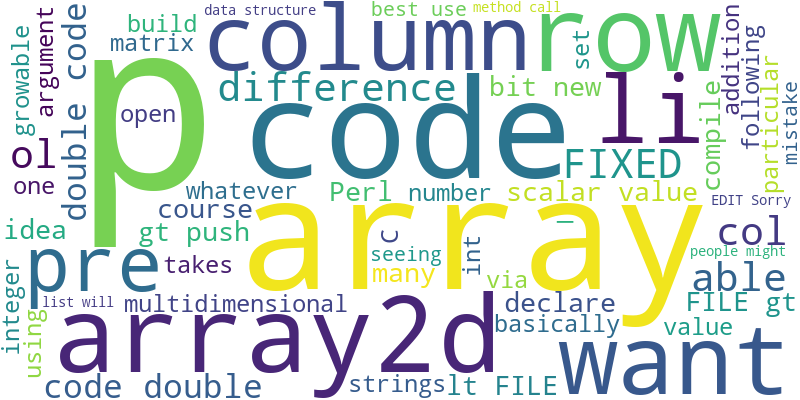 data structure best use method call
build
matrix
column row
set
growable
argument
double code
p
open
difference
bit new
code
li
FIXED
compile
addition
following
particular
mistake
ol
one
whatever
course
Perl number scalar value
EDIT Sorry
idea
gt push
array
C
int
—
col
people might
pre
takes
seeing
many
via
able
integer
using
list will multidimensional
declare
FILE gt
array2d
basically
value
want
code double
strings
lt FILE